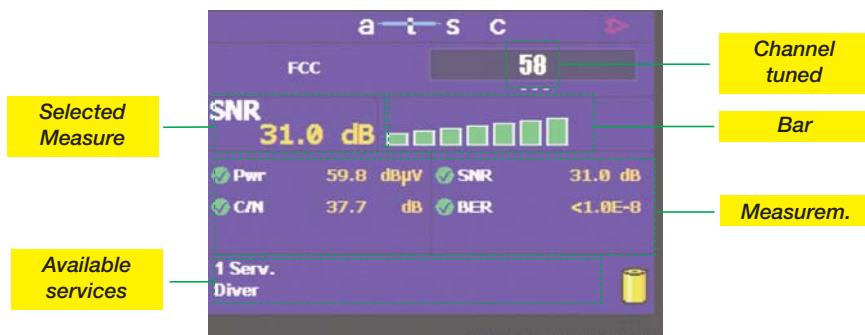 atsc
FCC 58
---
Channel tuned
SNR
31.0 dB
Selected Measure
Bar
Pwr 59.8 dBµV SNR 31.0 dB
C/N 37.7 dB BER <1.0E-8
Measurem.
Available services
1 Serv.
Diver